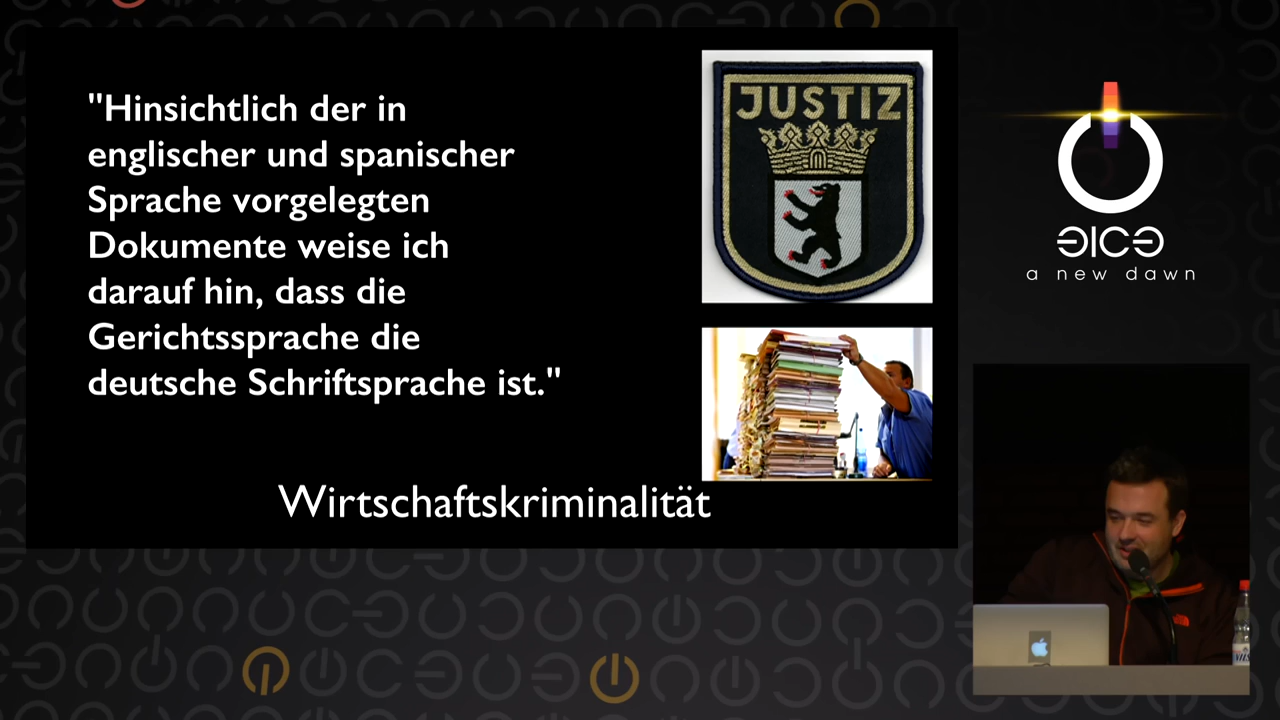 "Hinsichtlich der in
englischer und spanischer
Sprache vorgelegten
Dokumente weise ich
darauf hin, dass die
Gerichtssprache die
deutsche Schriftsprache ist."
Wirtschaftskriminalität
JUSTIZ
a new dawn